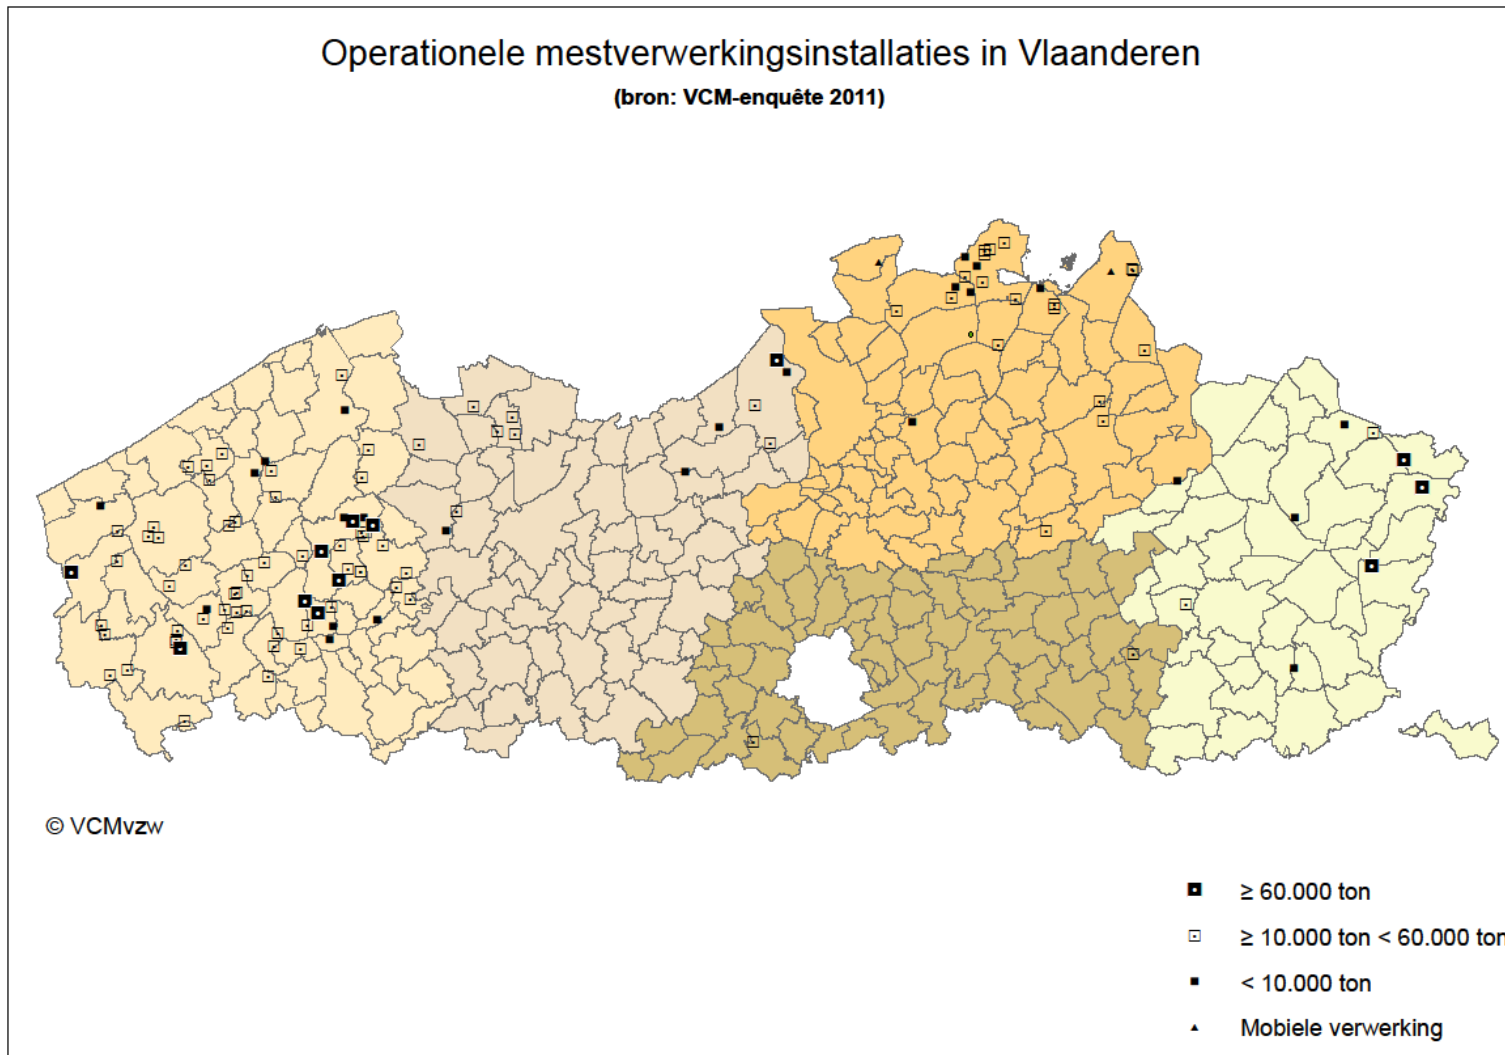 Operationele mestverwerkingsinstallaties in Vlaanderen
(bron: VCM-enquête 2011)
© VCMvzw
≥ 60.000 ton
≥ 10.000 ton < 60.000 ton
< 10.000 ton
Mobiele verwerking